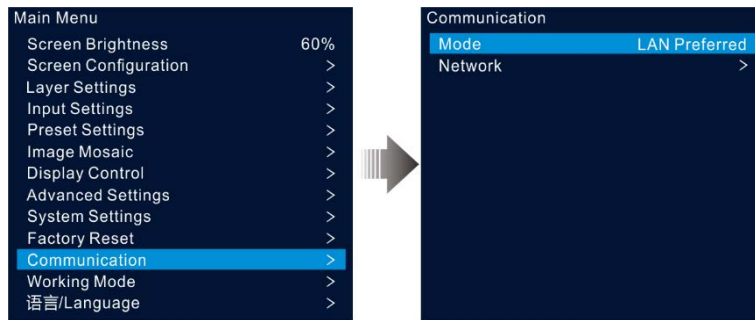 Main Menu
Screen Brightness 60%
Screen Configuration >
Layer Settings >
Input Settings >
Preset Settings >
Image Mosaic >
Display Control >
Advanced Settings >
System Settings >
Factory Reset >
Communication >
Working Mode >
语言/Language >
Communication
Mode LAN Preferred
Network >